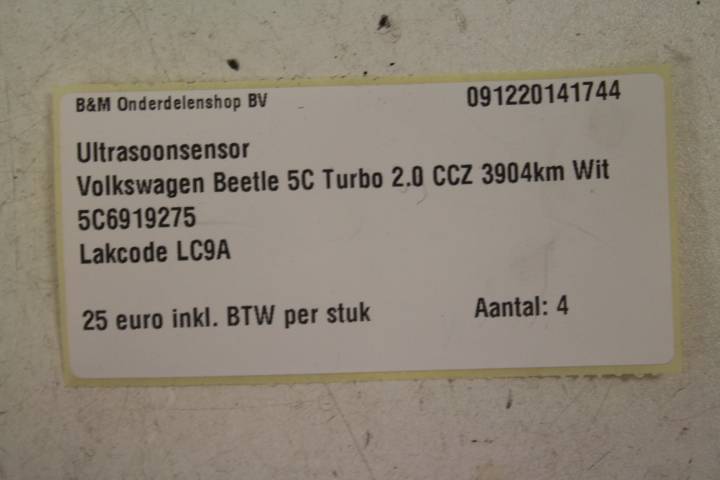 B&M Onderdelenshop BV 091220141744
Ultrasoonsensor
Volkswagen Beetle 5C Turbo 2.0 CCZ 3904km Wit
5C6919275
Lakcode LC9A
25 euro inkl. BTW per stuk Aantal: 4